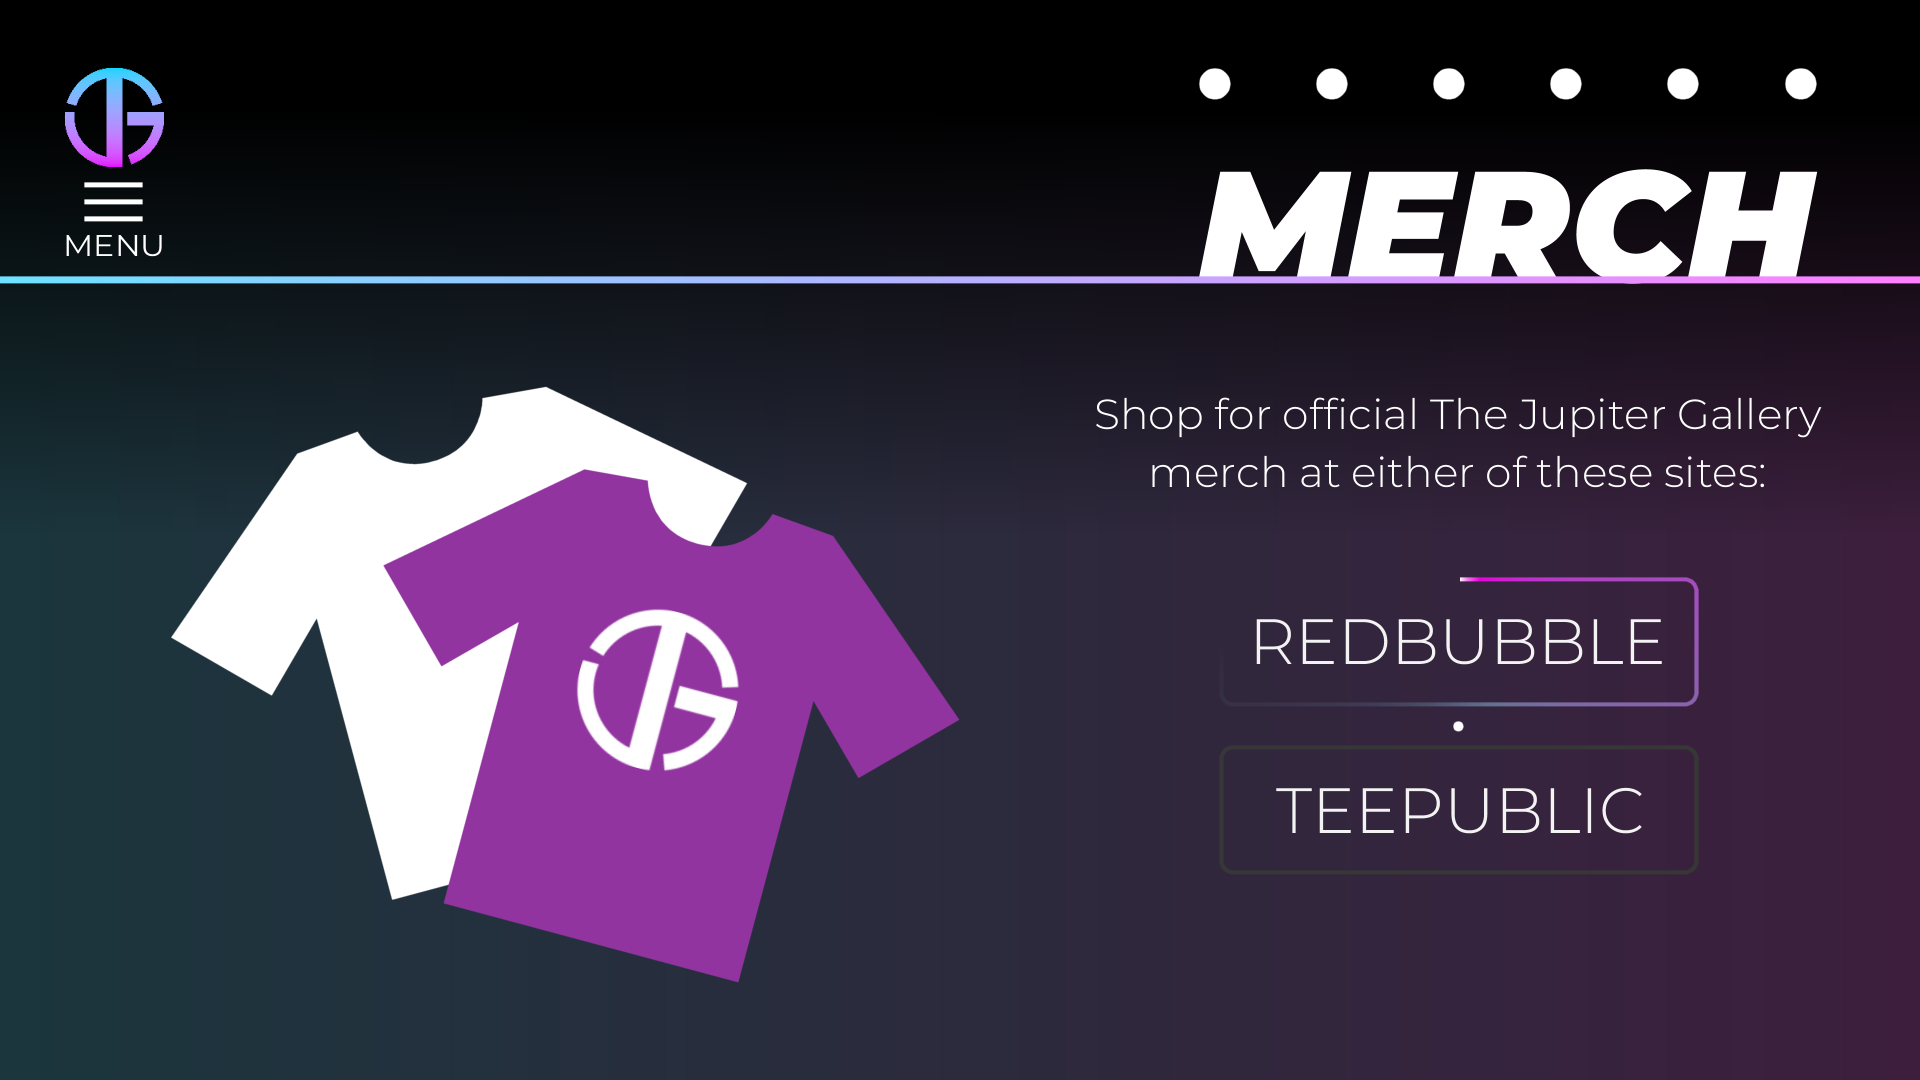 MENU
MERCH
Shop for official The Jupiter Gallery
merch at either of these sites:
REDBUBBLE
TEEPUBLIC